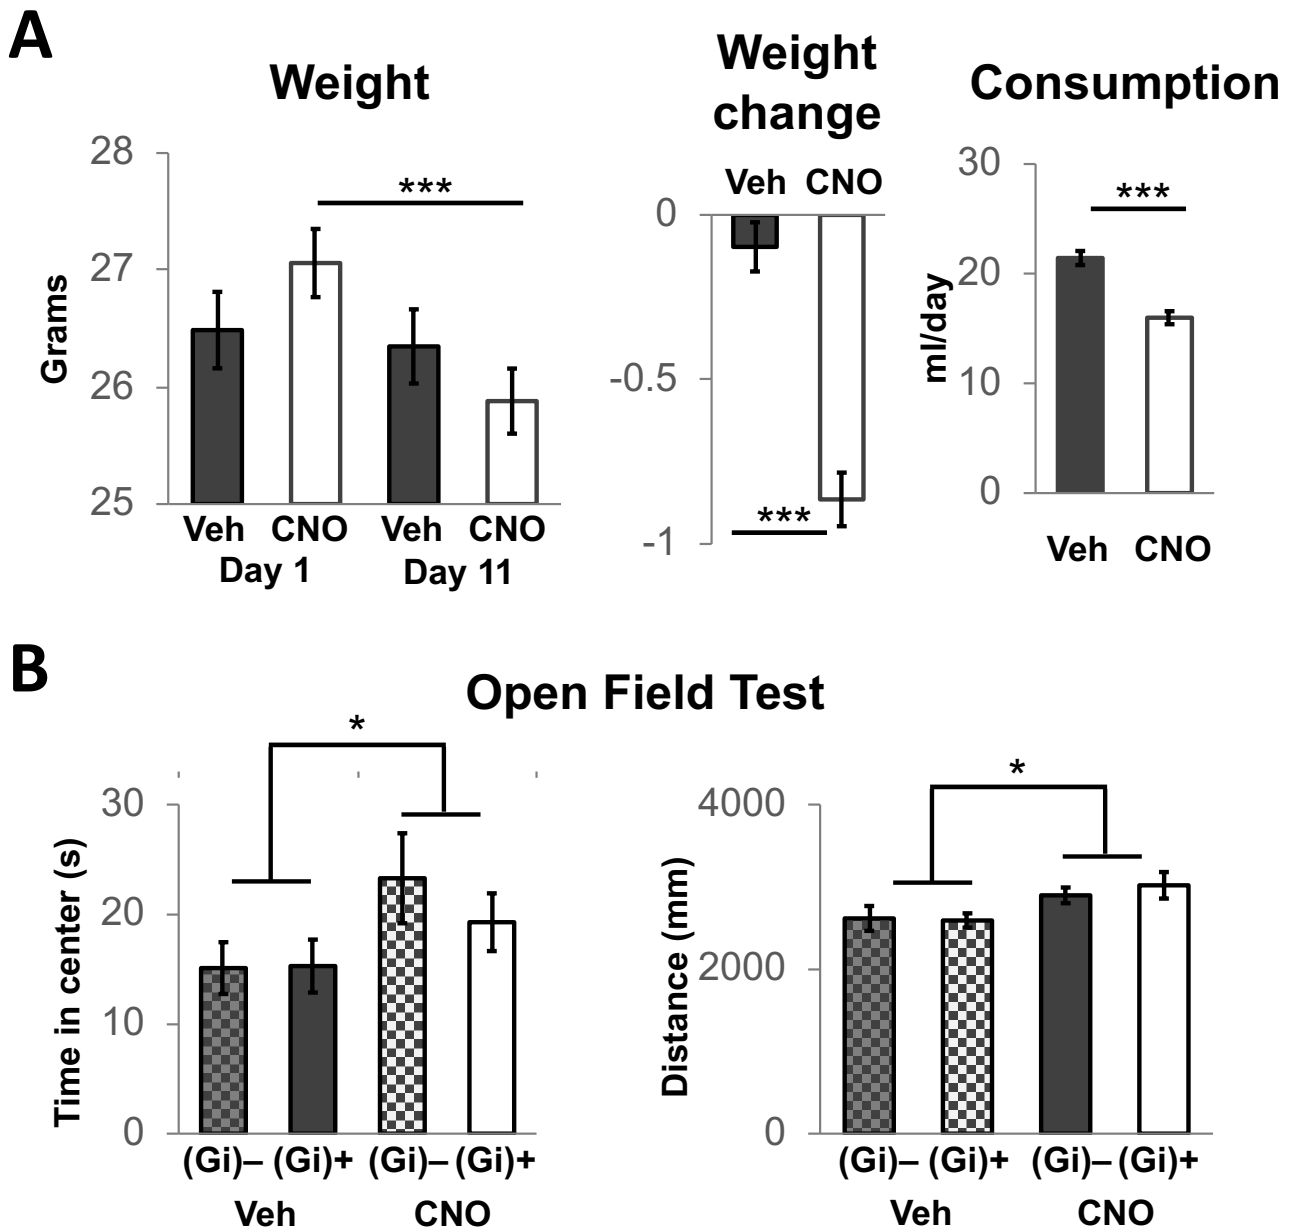 A
Weight
28
27
26
25
Grams
***
Veh CNO Veh CNO
Day 1 Day 11
Weight
change
Veh CNO
0
-0.5
-1
***
Consumption
30
20
10
0
ml/day
***
Veh CNO
B
Open Field Test
*
30
20
10
0
Time in center (s)
(Gi)– (Gi)+ (Gi)– (Gi)+
Veh CNO
*
4000
2000
0
Distance (mm)
(Gi)– (Gi)+ (Gi)– (Gi)+
Veh CNO